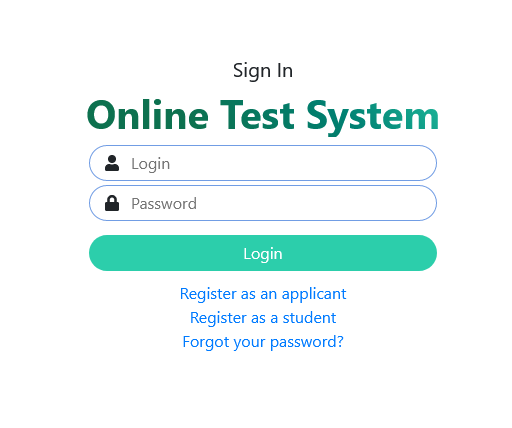 Sign In
Online Test System
Login
Password
Login
Register as an applicant
Register as a student
Forgot your password?